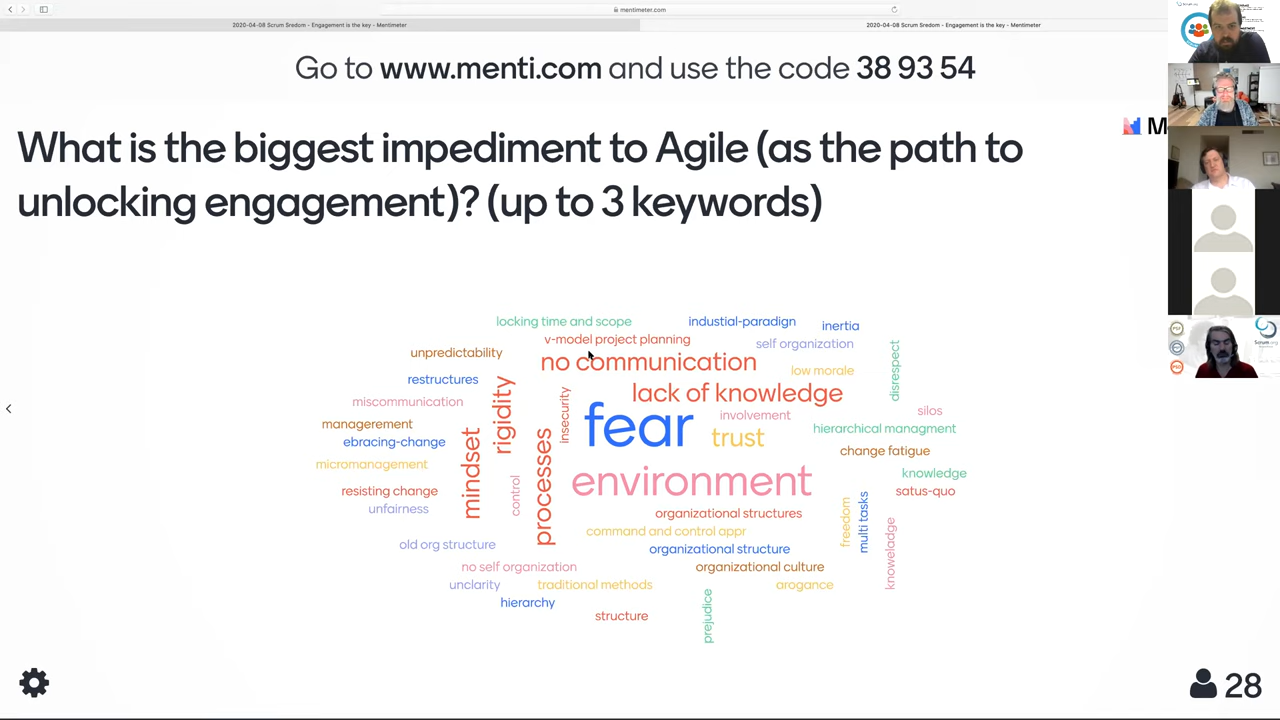 mentimeter.com
2020-04-08 Scrum Sredom - Engagement is the key - Mentimeter
2020-04-08 Scrum Sredom - Engagement is the key - Mentimeter
Go to www.menti.com and use the code 38 93 54
M
What is the biggest impediment to Agile (as the path to
unlocking engagement)? (up to 3 keywords)
locking time and scope
industial-paradign
inertia
v-model project planning
self organization
unpredictability
no communication
low morale
disrespect
restructures
rigidity
insecurity
lack of knowledge
miscommunication
involvement
silos
managerement
fear
trust
hierarchical managment
ebracing-change
mindset
processes
change fatigue
micromanagement
environment
knowledge
resisting change
control
satus-quo
unfairness
organizational structures
freedom
multi tasks
command and control appr
knoweladge
old org structure
organizational structure
no self organization
organizational culture
unclarity
traditional methods
arogance
hierarchy
prejudice
structure
28
Scrum.org